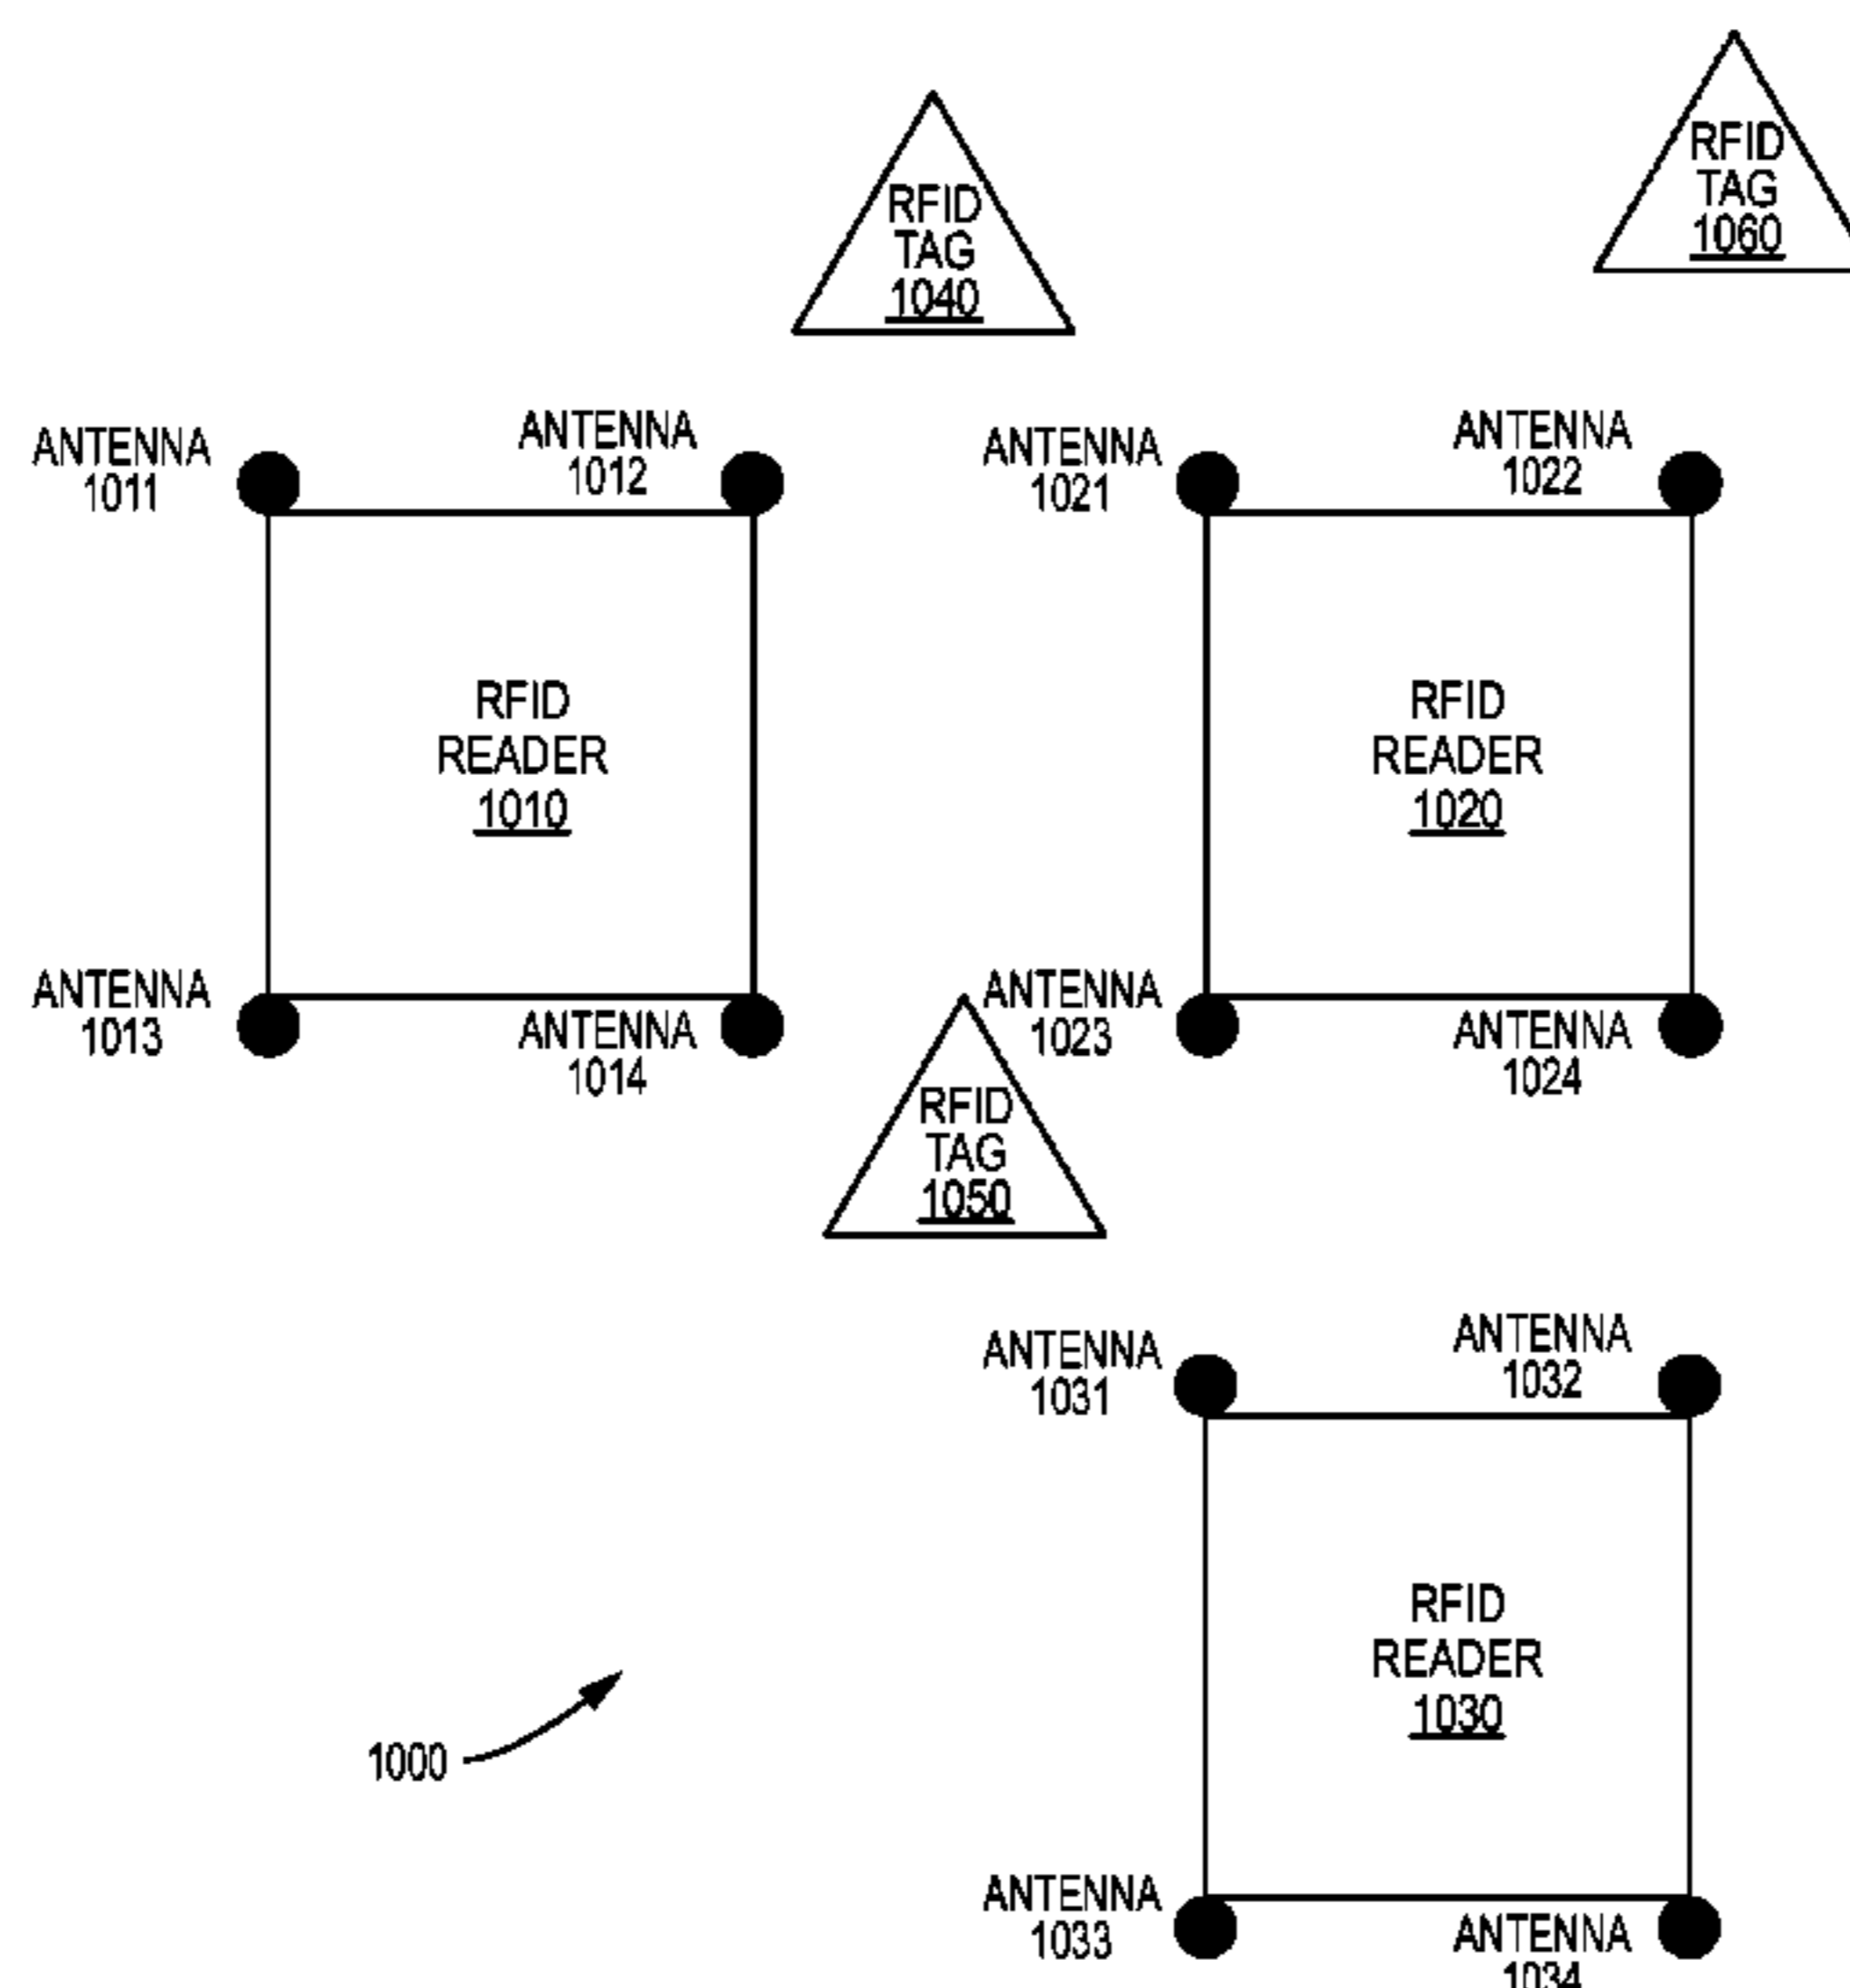 RFID
TAG
1060
RFID
TAG
1040
ANTENNA
1011
ANTENNA
1012
ANTENNA
1021
ANTENNA
1022
RFID
READER
1010
RFID
READER
1020
ANTENNA
1013
ANTENNA
1014
ANTENNA
1023
ANTENNA
1024
RFID
TAG
1050
ANTENNA
1031
ANTENNA
1032
RFID
READER
1030
1000
ANTENNA
1033
ANTENNA
1034